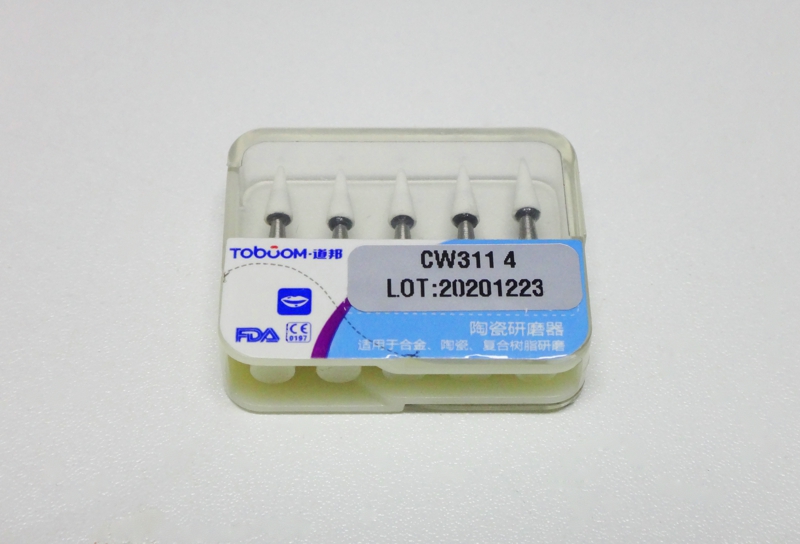 TOBOOM·道邦
CW311 4
LOT:20201223
FDA
CE
0197
陶瓷研磨器
适用于合金、陶瓷、复合树脂研磨